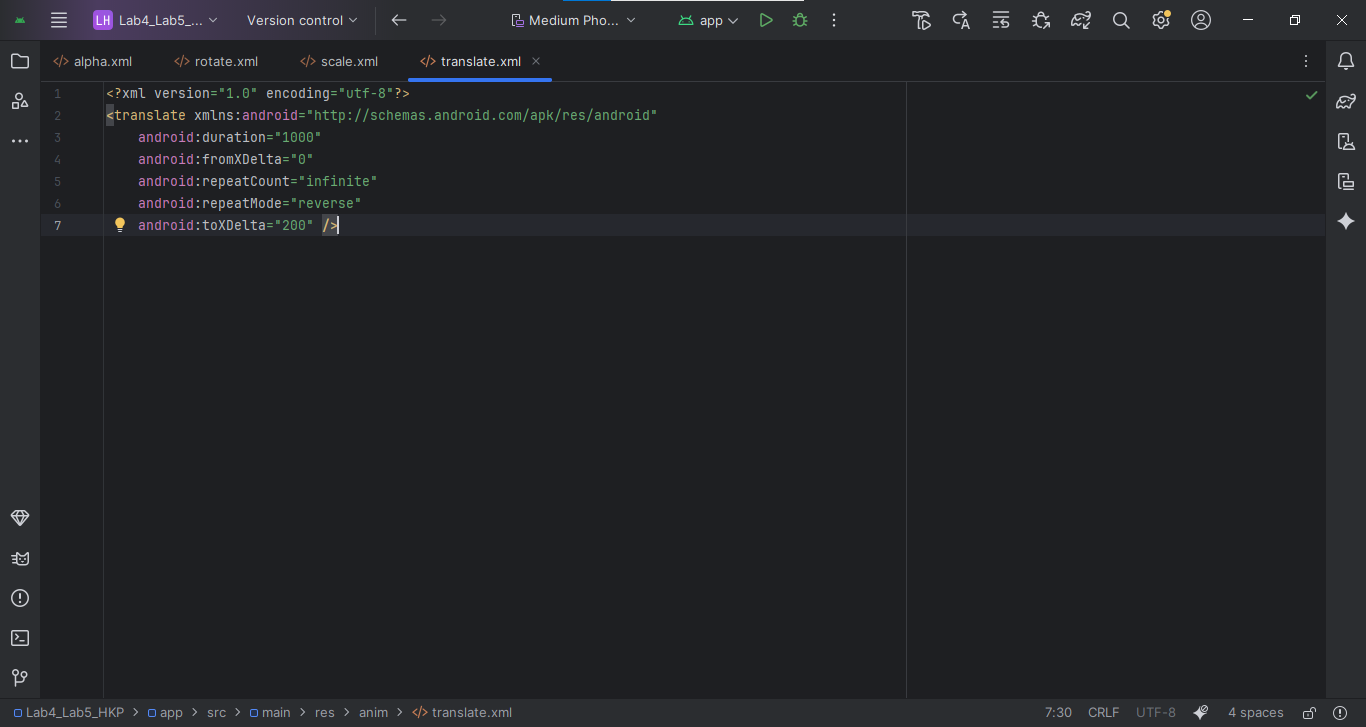 LH Lab4_Lab5_... Version control Medium Pho... app
alpha.xml rotate.xml scale.xml translate.xml
1 <?xml version="1.0" encoding="utf-8"?>
2 <translate xmlns:android="http://schemas.android.com/apk/res/android"
3     android:duration="1000"
4     android:fromXDelta="0"
5     android:repeatCount="infinite"
6     android:repeatMode="reverse"
7     android:toXDelta="200" />
Lab4_Lab5_HKP > app > src > main > res > anim > translate.xml 7:30 CRLF UTF-8 4 spaces